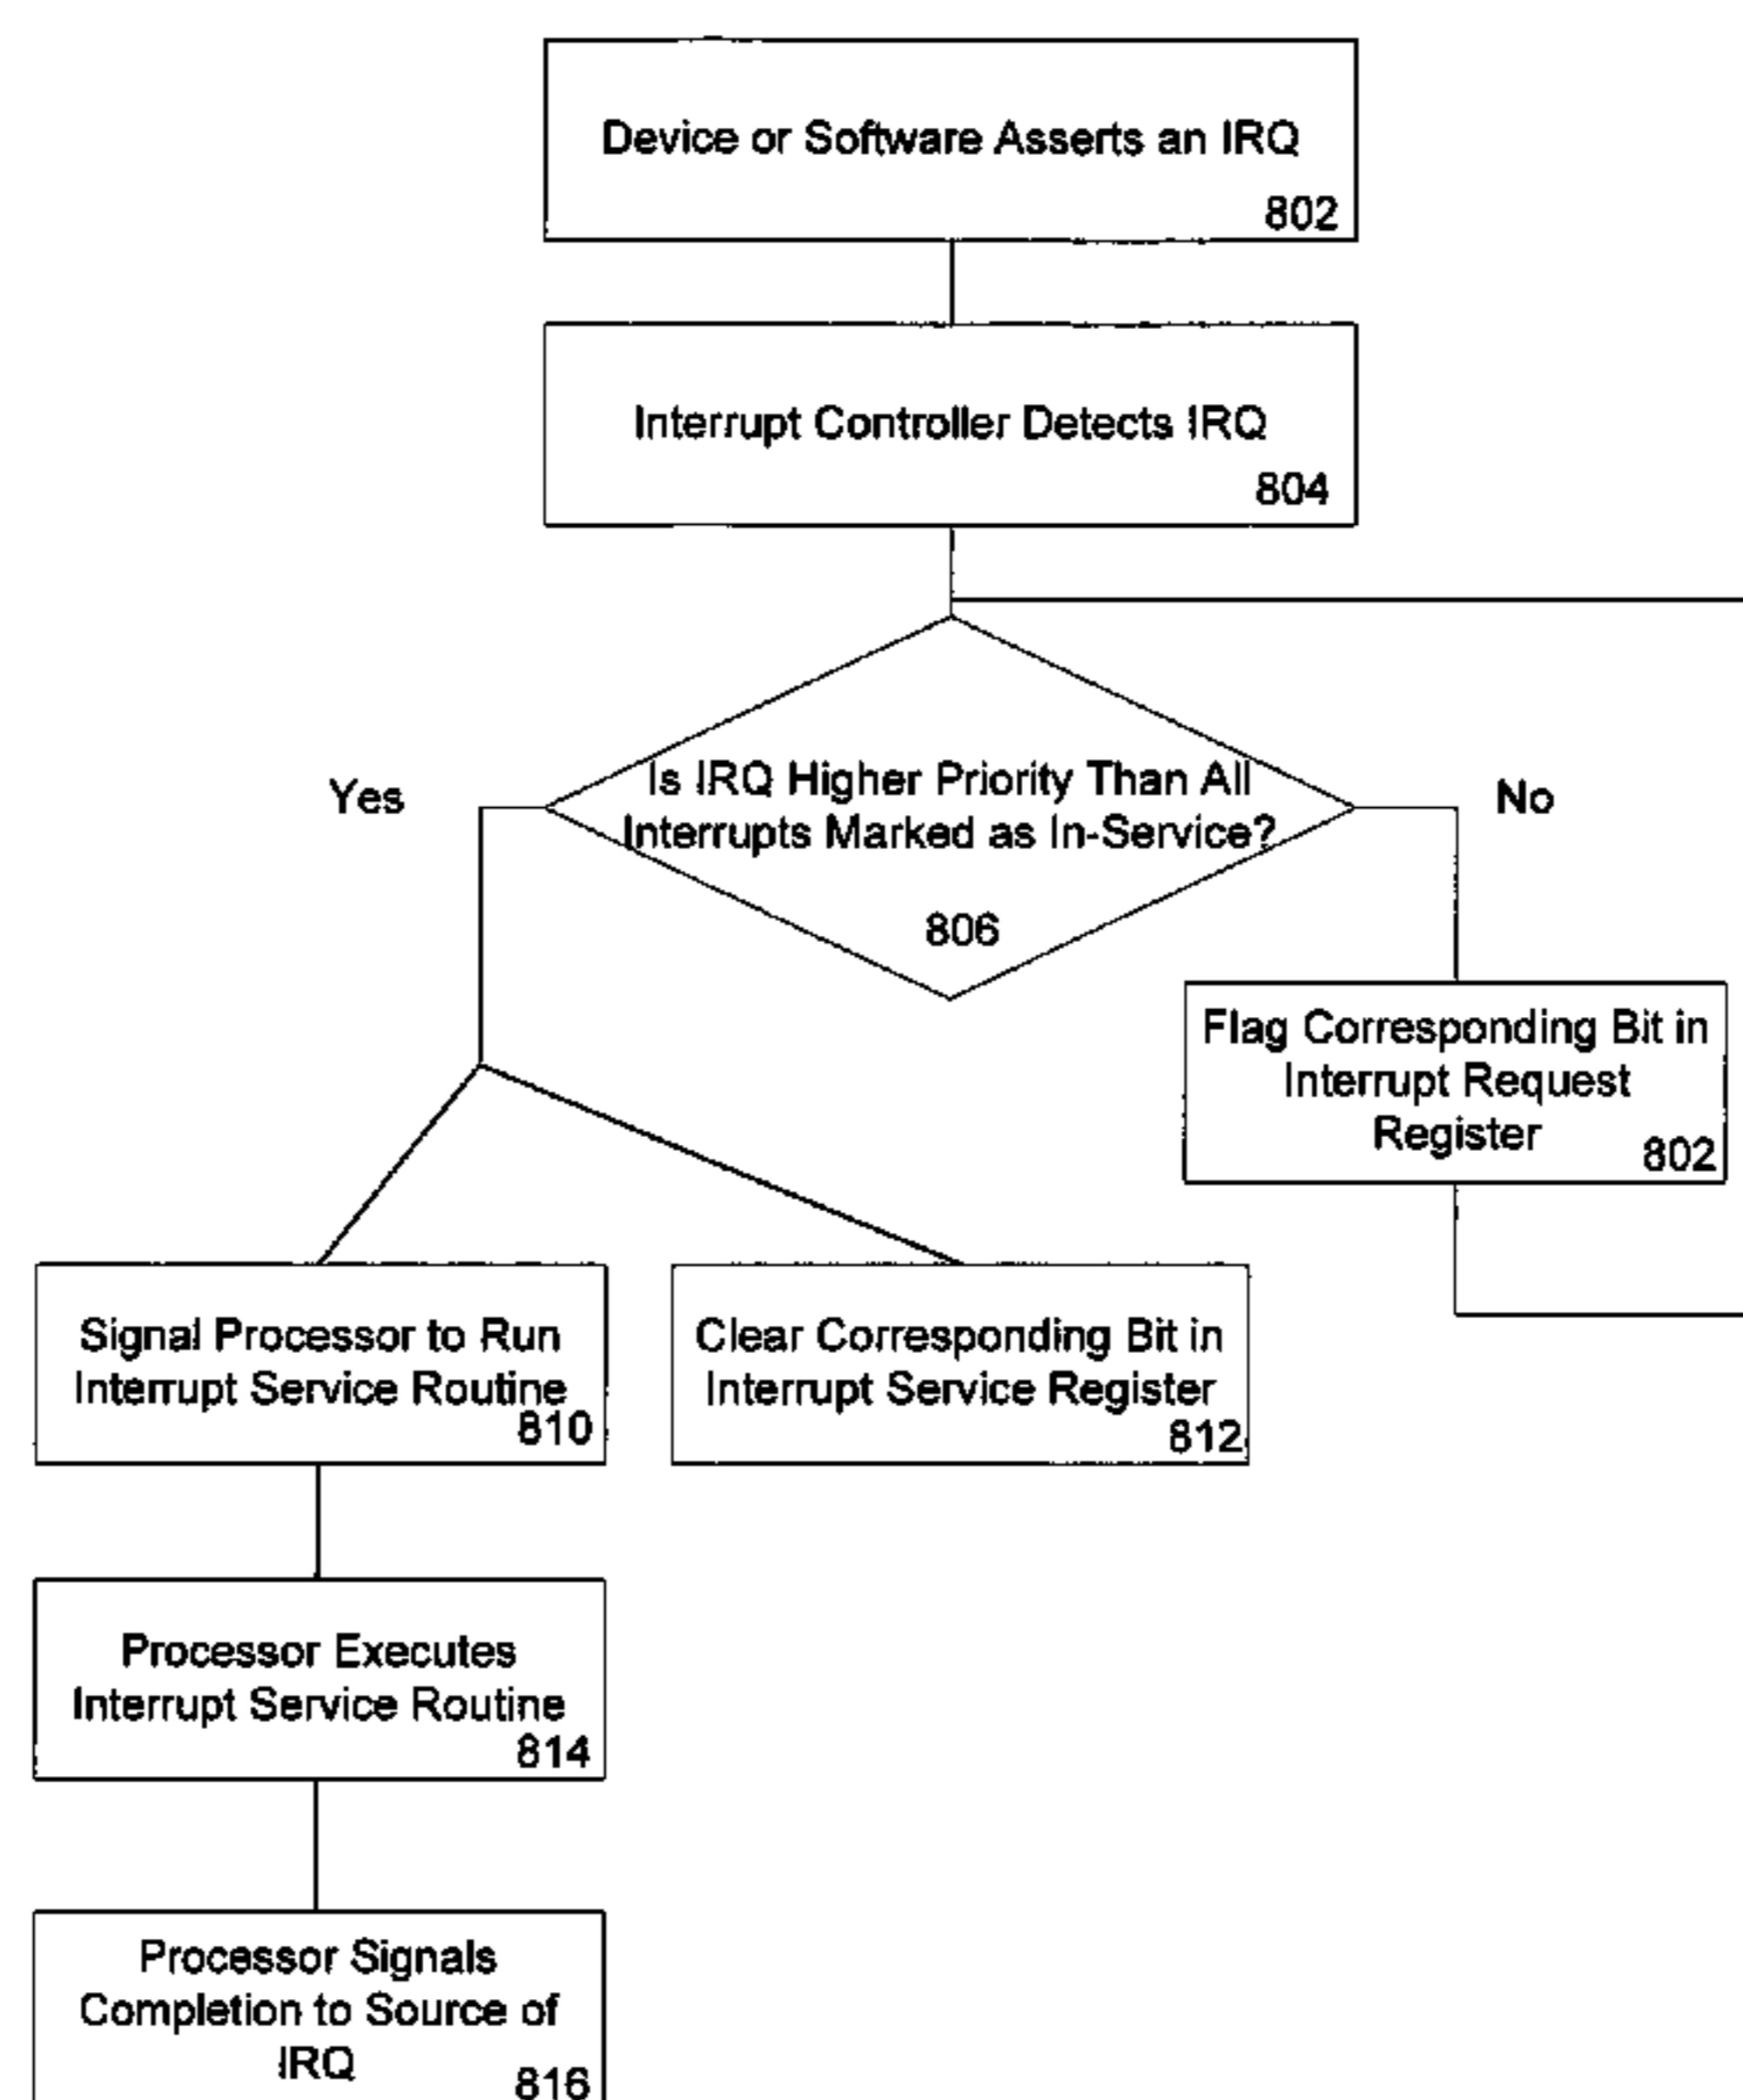 Device or Software Asserts an IRQ
802
Interrupt Controller Detects IRQ
804
Is IRQ Higher Priority Than All
Interrupts Marked as In-Service?
806
Yes
No
Flag Corresponding Bit in
Interrupt Request
Register
802
Signal Processor to Run
Interrupt Service Routine
810
Clear Corresponding Bit in
Interrupt Service Register
812
Processor Executes
Interrupt Service Routine
814
Processor Signals
Completion to Source of
IRQ
816